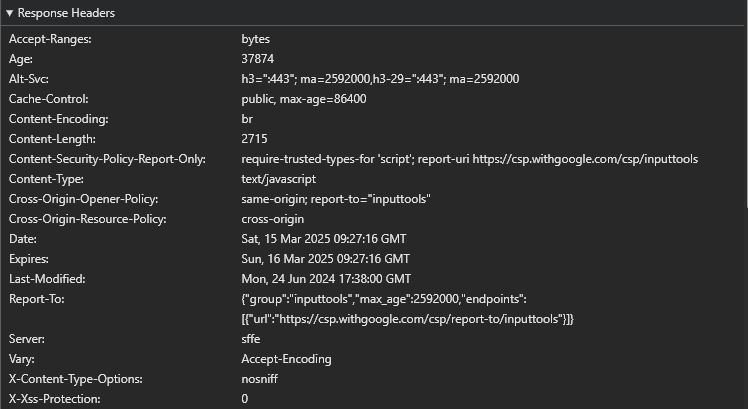 ▼ Response Headers
Accept-Ranges: bytes
Age: 37874
Alt-Svc: h3=":443"; ma=2592000,h3-29=":443"; ma=2592000
Cache-Control: public, max-age=86400
Content-Encoding: br
Content-Length: 2715
Content-Security-Policy-Report-Only: require-trusted-types-for 'script'; report-uri https://csp.withgoogle.com/csp/inputtools
Content-Type: text/javascript
Cross-Origin-Opener-Policy: same-origin; report-to="inputtools"
Cross-Origin-Resource-Policy: cross-origin
Date: Sat, 15 Mar 2025 09:27:16 GMT
Expires: Sun, 16 Mar 2025 09:27:16 GMT
Last-Modified: Mon, 24 Jun 2024 17:38:00 GMT
Report-To: {"group":"inputtools","max_age":2592000,"endpoints":
[{"url":"https://csp.withgoogle.com/csp/report-to/inputtools"}]}
Server: sffe
Vary: Accept-Encoding
X-Content-Type-Options: nosniff
X-Xss-Protection: 0